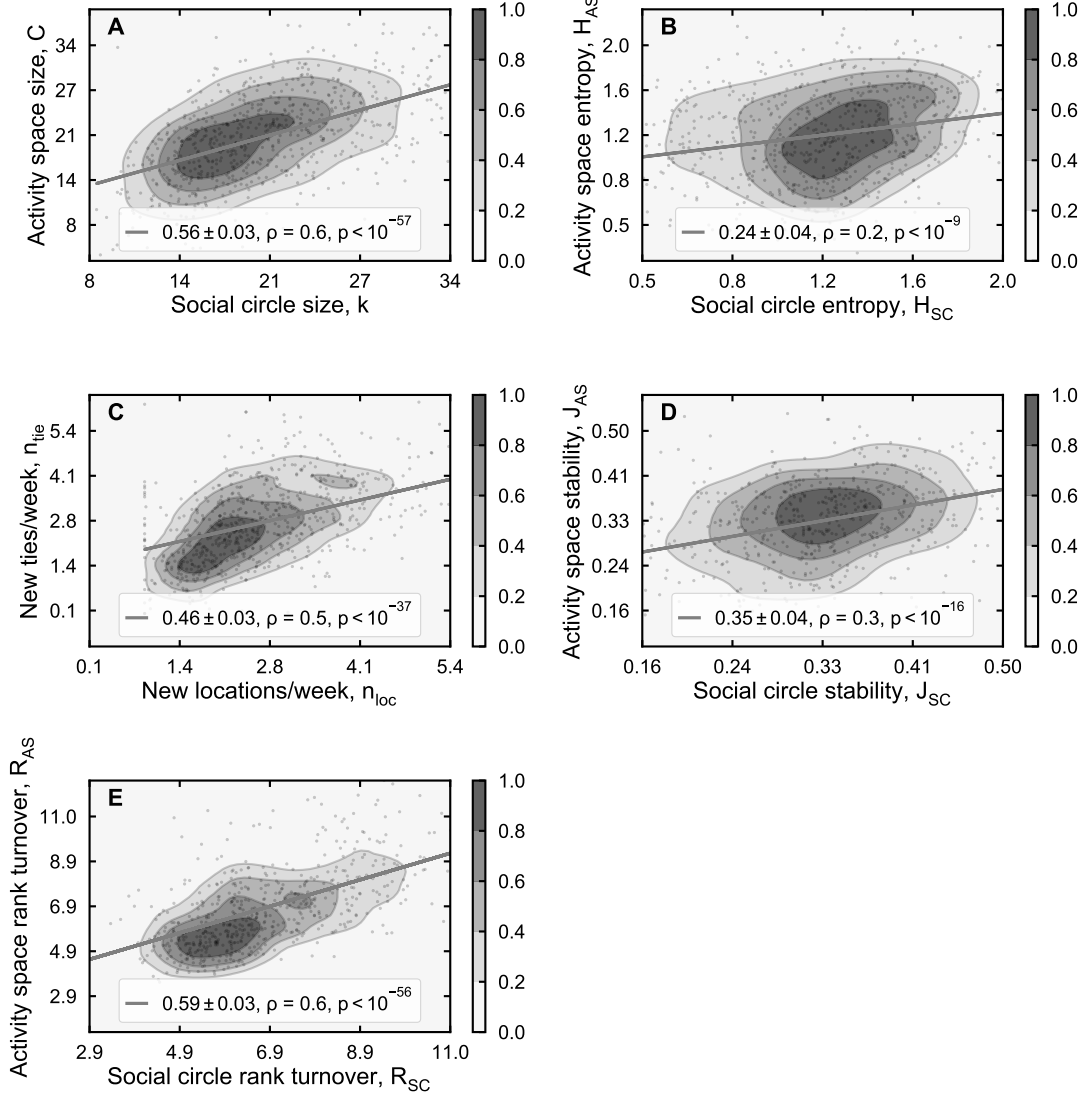 A
Activity space size, C
34
27
21
14
8
0.56 ± 0.03, ρ = 0.6, p < 10⁻⁵⁷
8 14 21 27 34
Social circle size, k
1.0
0.8
0.6
0.4
0.2
0.0
B
Activity space entropy, H_AS
2.0
1.6
1.2
0.8
0.5
0.24 ± 0.04, ρ = 0.2, p < 10⁻⁹
0.5 0.8 1.2 1.6 2.0
Social circle entropy, H_SC
1.0
0.8
0.6
0.4
0.2
0.0
C
New ties/week, n_tie
5.4
4.1
2.8
1.4
0.1
0.46 ± 0.03, ρ = 0.5, p < 10⁻³⁷
0.1 1.4 2.8 4.1 5.4
New locations/week, n_loc
1.0
0.8
0.6
0.4
0.2
0.0
D
Activity space stability, J_AS
0.50
0.41
0.33
0.24
0.16
0.35 ± 0.04, ρ = 0.3, p < 10⁻¹⁶
0.16 0.24 0.33 0.41 0.50
Social circle stability, J_SC
1.0
0.8
0.6
0.4
0.2
0.0
E
Activity space rank turnover, R_AS
11.0
8.9
6.9
4.9
2.9
0.59 ± 0.03, ρ = 0.6, p < 10⁻⁵⁶
2.9 4.9 6.9 8.9 11.0
Social circle rank turnover, R_SC
1.0
0.8
0.6
0.4
0.2
0.0